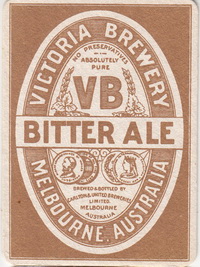 VICTORIA BREWERY
NO PRESERVATIVES
ABSOLUTELY
PURE
VB
BITTER ALE
BREWED & BOTTLED BY
CARLTON & UNITED BREWERIES
LIMITED.
MELBOURNE
AUSTRALIA
MELBOURNE, AUSTRALIA